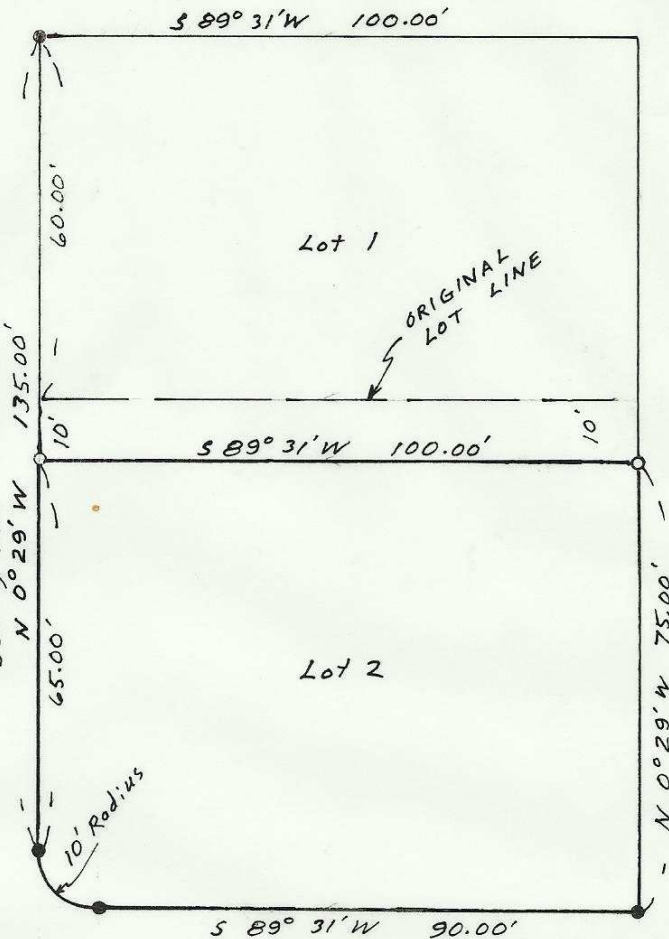 S 89° 31' W 100.00'
60.00'
Lot 1
ORIGINAL
LOT LINE
N 0° 29' W 135.00'
10'
10'
S 89° 31' W 100.00'
65.00'
Lot 2
N 0° 29' W 75.00'
10' Radius
S 89° 31' W 90.00'